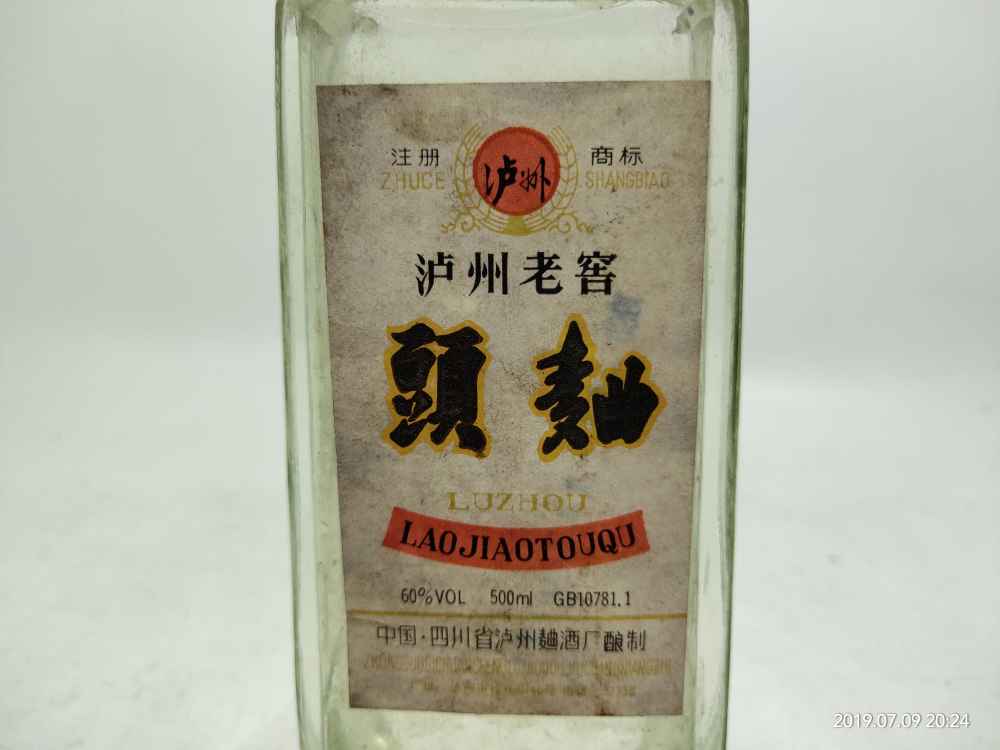 注册 泸州 商标
ZHUCE SHANGBIAO
泸州老窖
頭麯
LUZHOU
LAOJIAOTOUQU
60%VOL 500ml GB10781.1
中国·四川省泸州麯酒厂酿制
2019.07.09 20:24